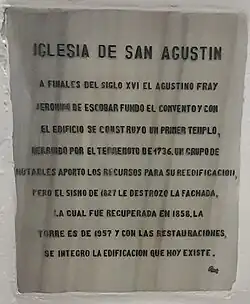 IGLESIA DE SAN AGUSTIN
A FINALES DEL SIGLO XVI EL AGUSTINO FRAY
JERONIMO DE ESCOBAR FUNDO EL CONVENTO Y CON
EL EDIFICIO SE CONSTRUYO UN PRIMER TEMPLO,
DERRUIDO POR EL TERREMOTO DE 1736. UN GRUPO DE
NOTABLES APORTO LOS RECURSOS PARA SU REEDIFICACION,
PERO EL SISMO DE 1827 LE DESTROZO LA FACHADA,
LA CUAL FUE RECUPERADA EN 1858. LA
TORRE ES DE 1957 Y CON LAS RESTAURACIONES,
SE INTEGRO LA EDIFICACION QUE HOY EXISTE.